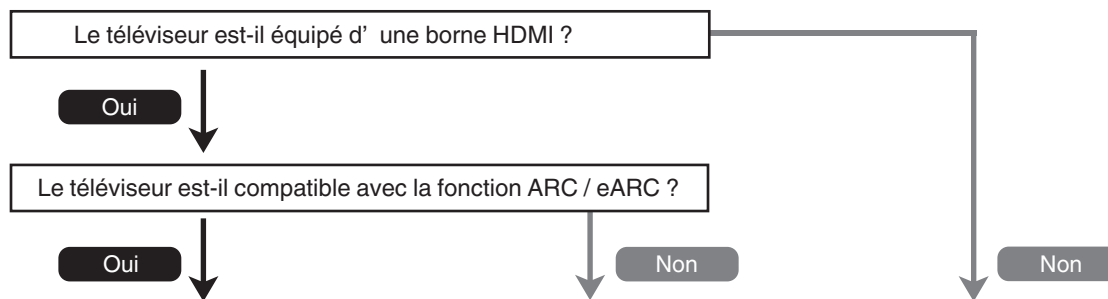 Le téléviseur est-il équipé d' une borne HDMI ?
Oui
Le téléviseur est-il compatible avec la fonction ARC / eARC ?
Oui
Non
Non